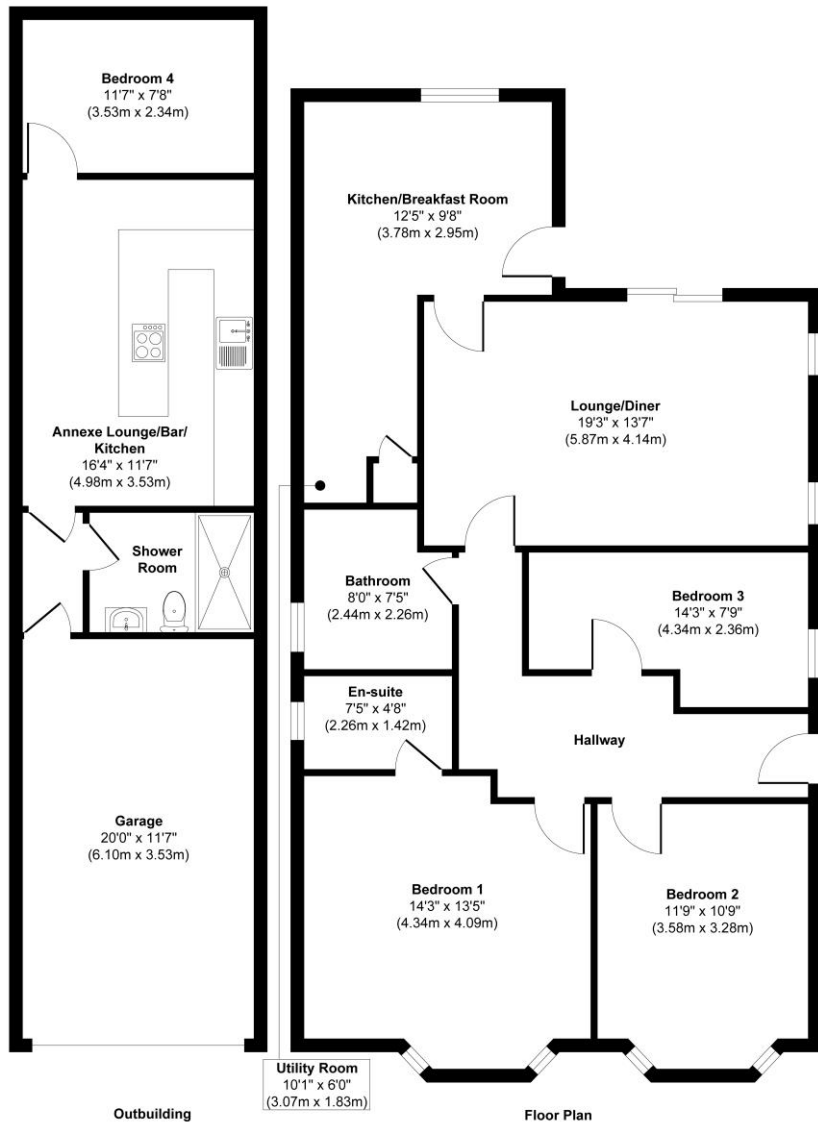 Bedroom 4
11'7" x 7'8"
(3.53m x 2.34m)
Annexe Lounge/Bar/
Kitchen
16'4" x 11'7"
(4.98m x 3.53m)
Shower
Room
Garage
20'0" x 11'7"
(6.10m x 3.53m)
Outbuilding
Kitchen/Breakfast Room
12'5" x 9'8"
(3.78m x 2.95m)
Lounge/Diner
19'3" x 13'7"
(5.87m x 4.14m)
Bathroom
8'0" x 7'5"
(2.44m x 2.26m)
Bedroom 3
14'3" x 7'9"
(4.34m x 2.36m)
En-suite
7'5" x 4'8"
(2.26m x 1.42m)
Hallway
Bedroom 1
14'3" x 13'5"
(4.34m x 4.09m)
Bedroom 2
11'9" x 10'9"
(3.58m x 3.28m)
Utility Room
10'1" x 6'0"
(3.07m x 1.83m)
Floor Plan